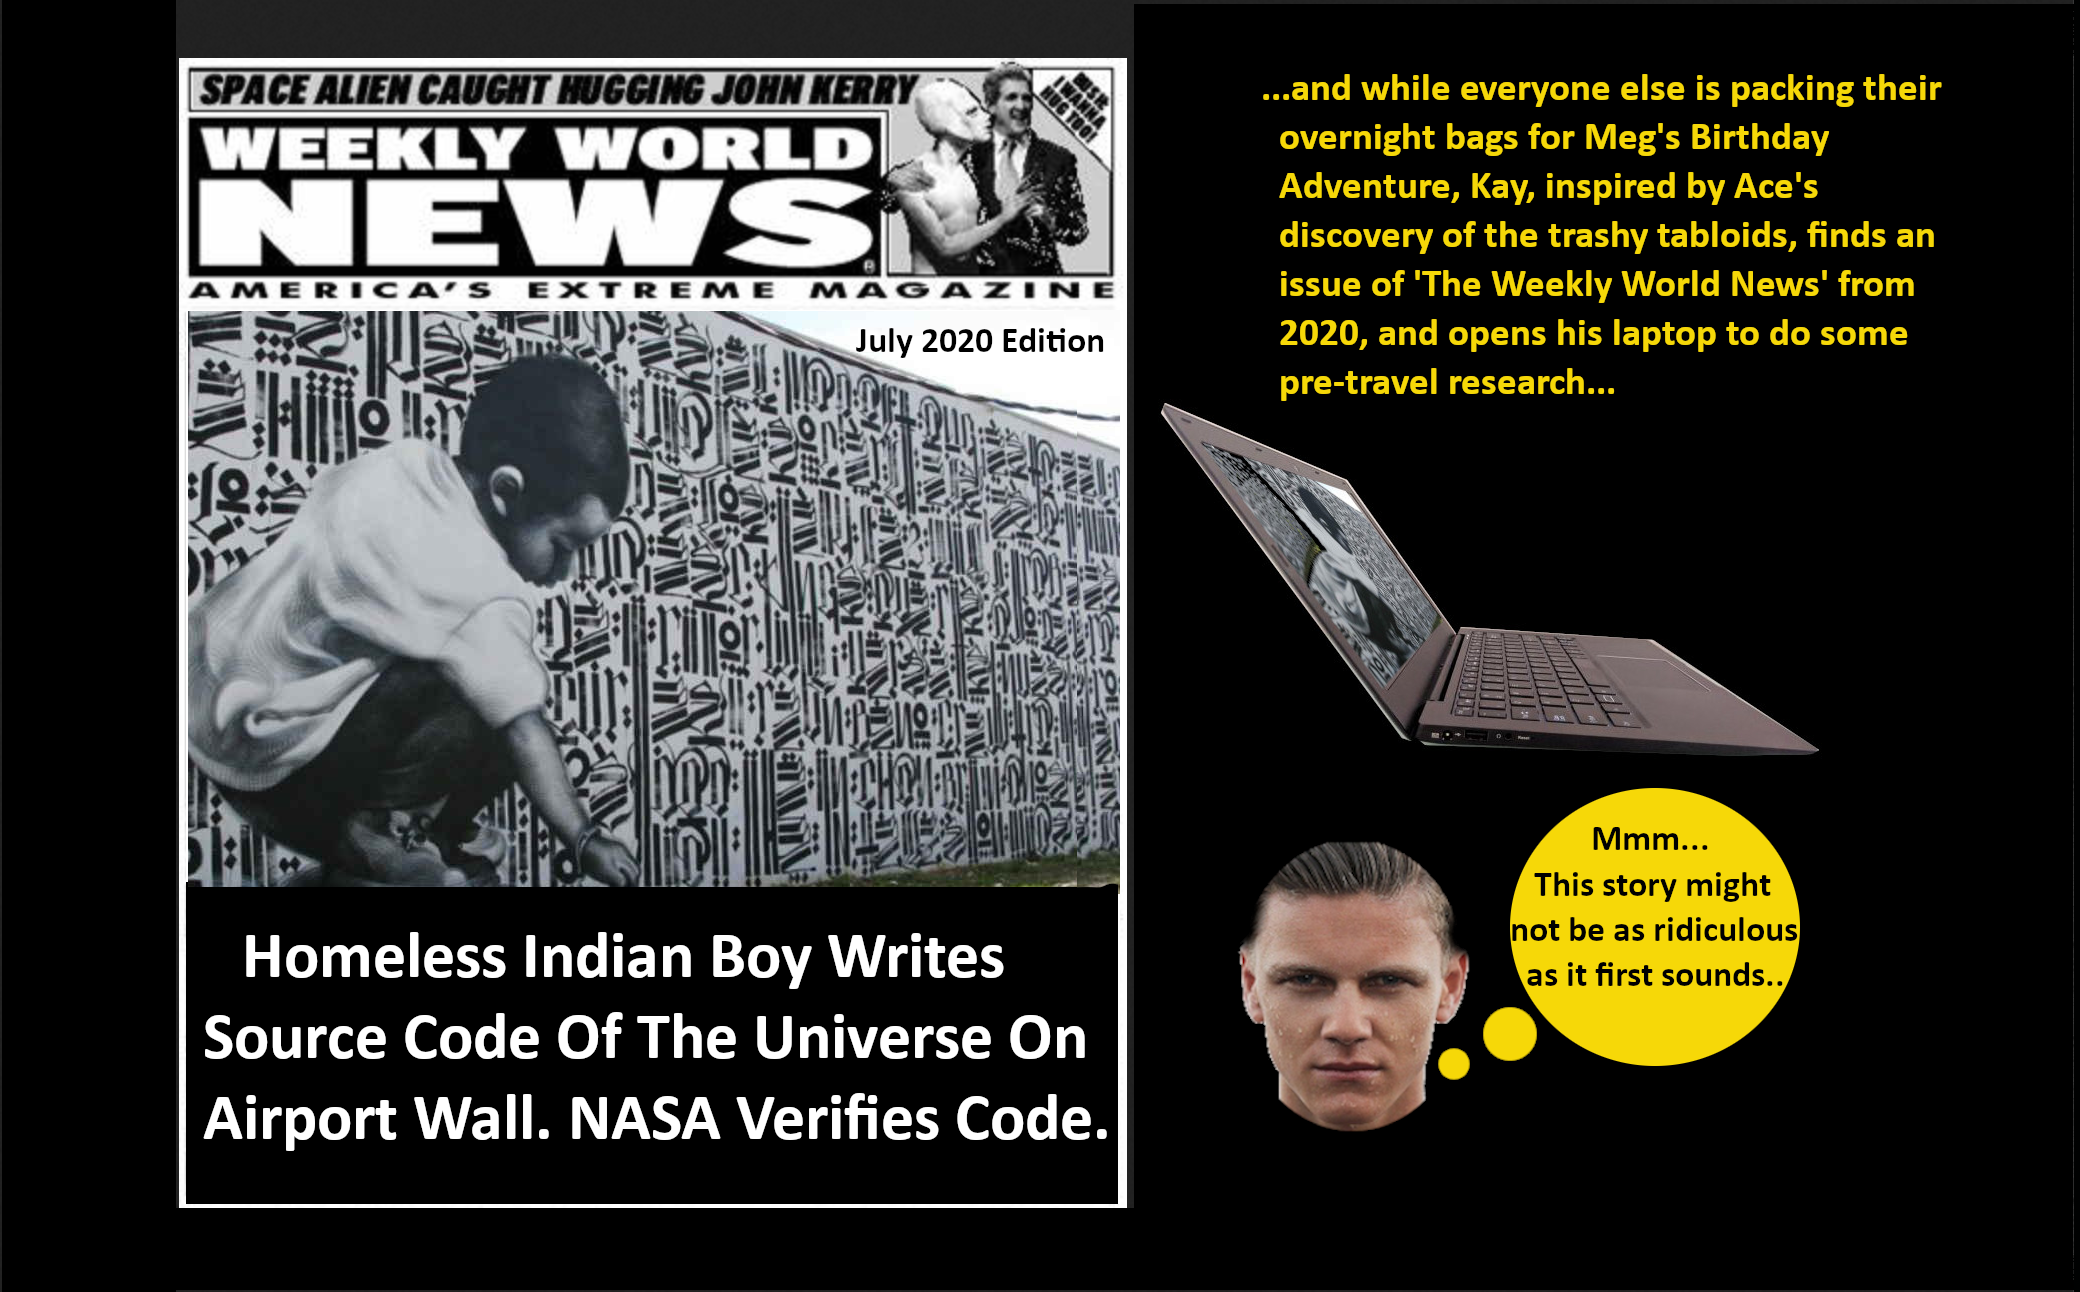 SPACE ALIEN CAUGHT HUGGING JOHN KERRY
WEEKLY WORLD
NEWS
AMERICA'S EXTREME MAGAZINE
July 2020 Edition
Homeless Indian Boy Writes
Source Code Of The Universe On
Airport Wall. NASA Verifies Code.
...and while everyone else is packing their
overnight bags for Meg's Birthday
Adventure, Kay, inspired by Ace's
discovery of the trashy tabloids, finds an
issue of 'The Weekly World News' from
2020, and opens his laptop to do some
pre-travel research...
Mmm...
This story might
not be as ridiculous
as it first sounds..